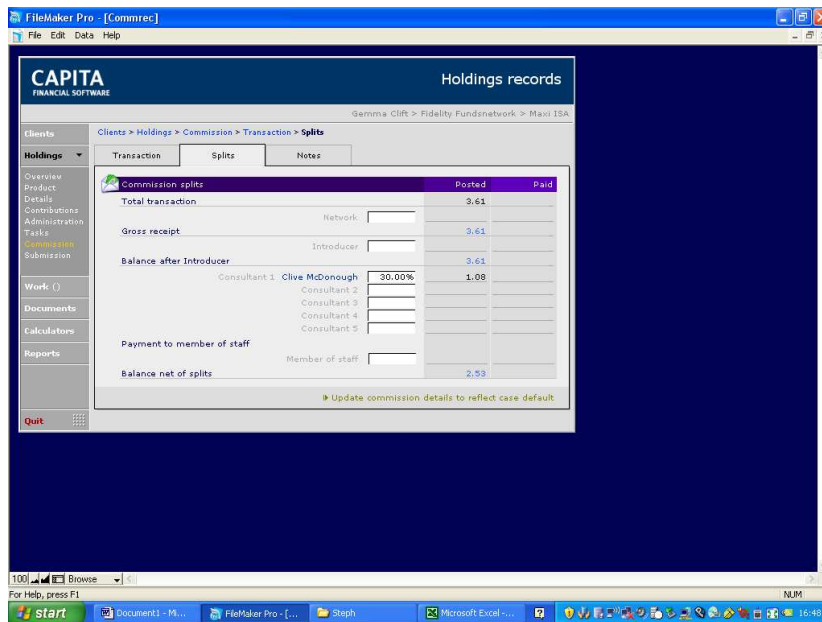 FileMaker Pro - [Commrec]
File Edit Data Help
CAPITA
FINANCIAL SOFTWARE
Holdings records
Gemma Clift > Fidelity Fundsnetwork > Maxi ISA
Clients
Clients > Holdings > Commission > Transaction > Splits
Holdings
Transaction Splits Notes
Overview
Product
Details
Contributions
Administration
Tasks
Commission
Submission
Work ()
Documents
Calculators
Reports
Quit
Commission splits Posted Paid
Total transaction 3.61
Network
Gross receipt 3.61
Introducer
Balance after Introducer 3.61
Consultant 1 Clive McDonough 30.00% 1.08
Consultant 2
Consultant 3
Consultant 4
Consultant 5
Payment to member of staff
Member of staff
Balance net of splits 2.53
Update commission details to reflect case default
100 Browse
For Help, press F1 NUM
start Document1 - Mi... FileMaker Pro - [... Steph Microsoft Excel -... 16:48